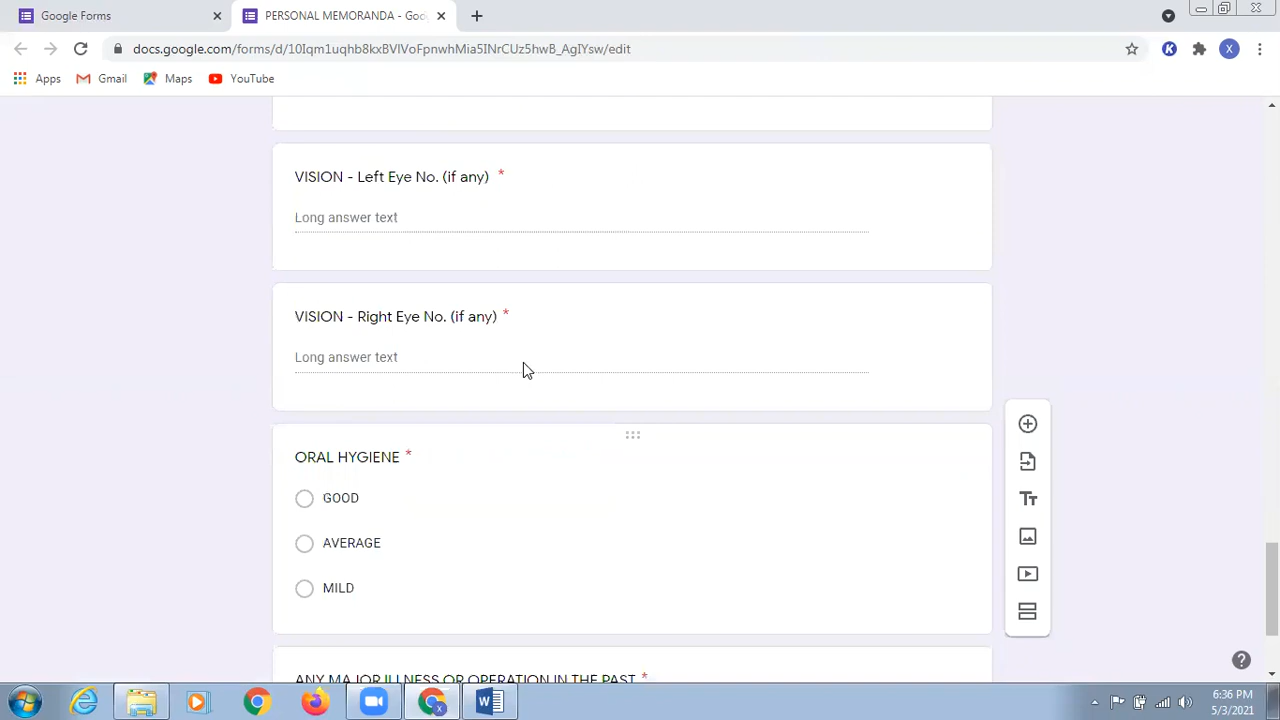 Google Forms
PERSONAL MEMORANDA - Goo
docs.google.com/forms/d/10Iqm1uqhb8kxBVlVoFpnwhMia5INrCUz5hwB_AgIYsw/edit
K
X
Apps
Gmail
Maps
YouTube
VISION - Left Eye No. (if any) *
Long answer text
VISION - Right Eye No. (if any) *
Long answer text
ORAL HYGIENE *
GOOD
AVERAGE
MILD
Tт
ANY MAJOR ILLNESS OR OPERATION IN THE PAST *
6:36 PM
5/3/2021